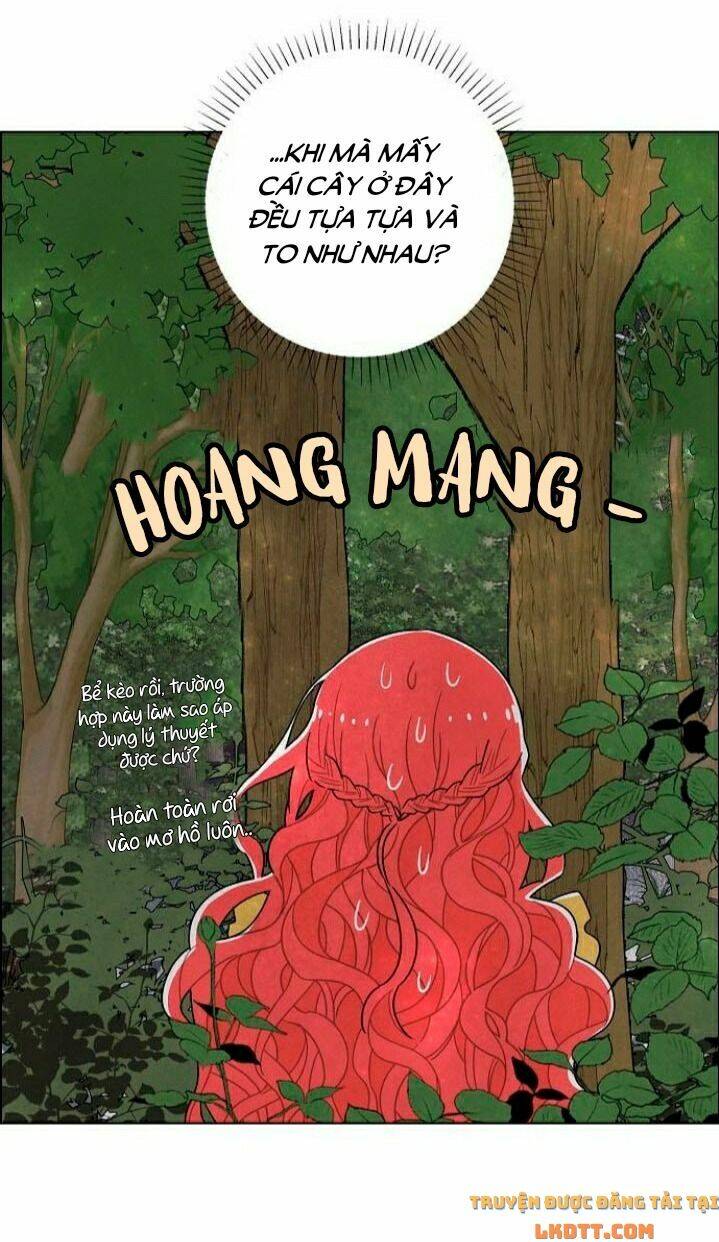 ...KHI MÀ MẤY
CÁI CÂY Ở ĐÂY
ĐỀU TỰA TỰA VÀ
TO NHƯ NHAU?
HOANG MANG -
Bể kèo rồi, trường
hợp này làm sao áp
dụng lý thuyết
được chứ?
Hoàn toàn rơi
vào mơ hồ luôn..
TRUYỆN ĐƯỢC ĐĂNG TẢI TẠI
LKDTT.COM